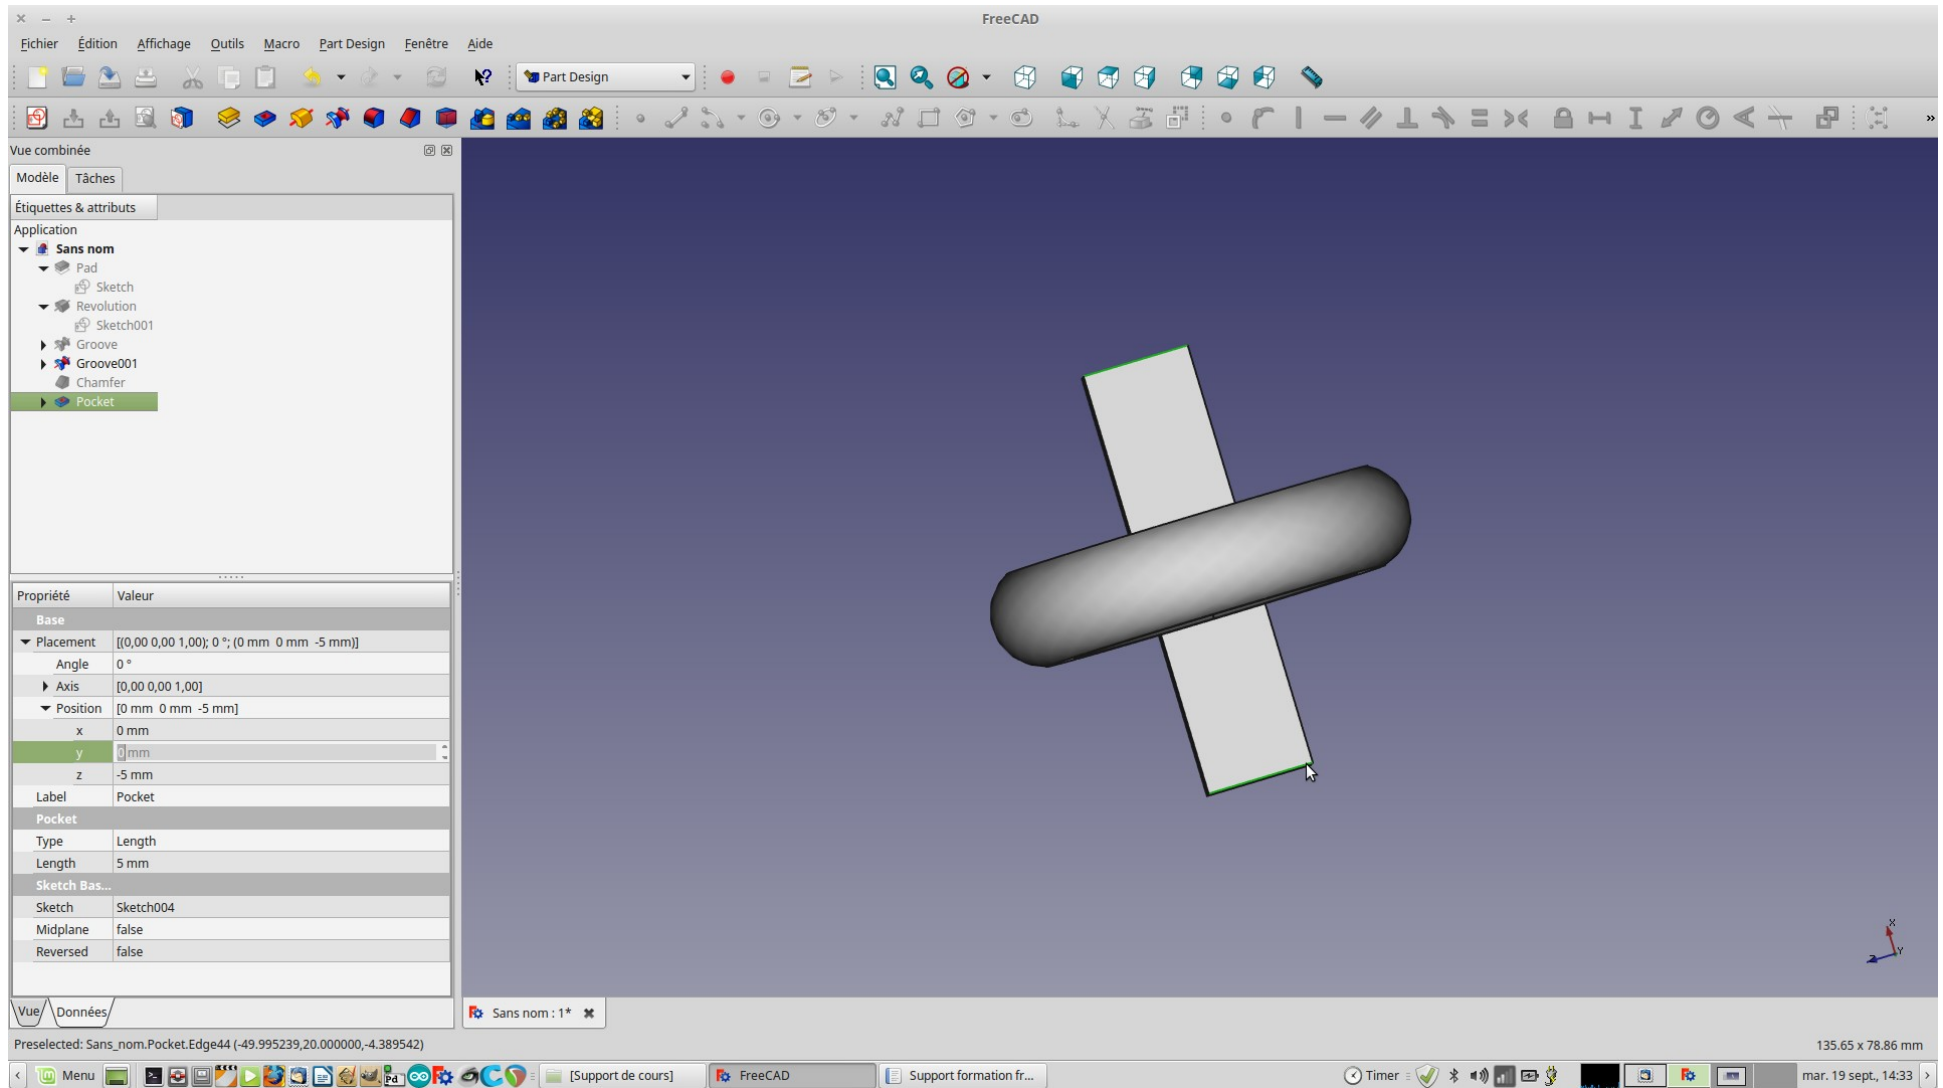 FreeCAD
Fichier Édition Affichage Outils Macro Part Design Fenêtre Aide
Part Design
»
Vue combinée
Modèle Tâches
Étiquettes & attributs
Application
Sans nom
Pad
Sketch
Revolution
Sketch001
Groove
Groove001
Chamfer
Pocket
Propriété Valeur
Base
Placement [(0,00 0,00 1,00); 0 °; (0 mm 0 mm -5 mm)]
Angle 0 °
Axis [0,00 0,00 1,00]
Position [0 mm 0 mm -5 mm]
x 0 mm
y 0 mm
z -5 mm
Label Pocket
Pocket
Type Length
Length 5 mm
Sketch Bas...
Sketch Sketch004
Midplane false
Reversed false
X
Y
Z
Vue Données
Sans nom : 1*
Preselected: Sans_nom.Pocket.Edge44 (-49.995239,20.000000,-4.389542) 135.65 x 78.86 mm
Menu Pd [Support de cours] FreeCAD Support formation fr... Timer mar. 19 sept., 14:33